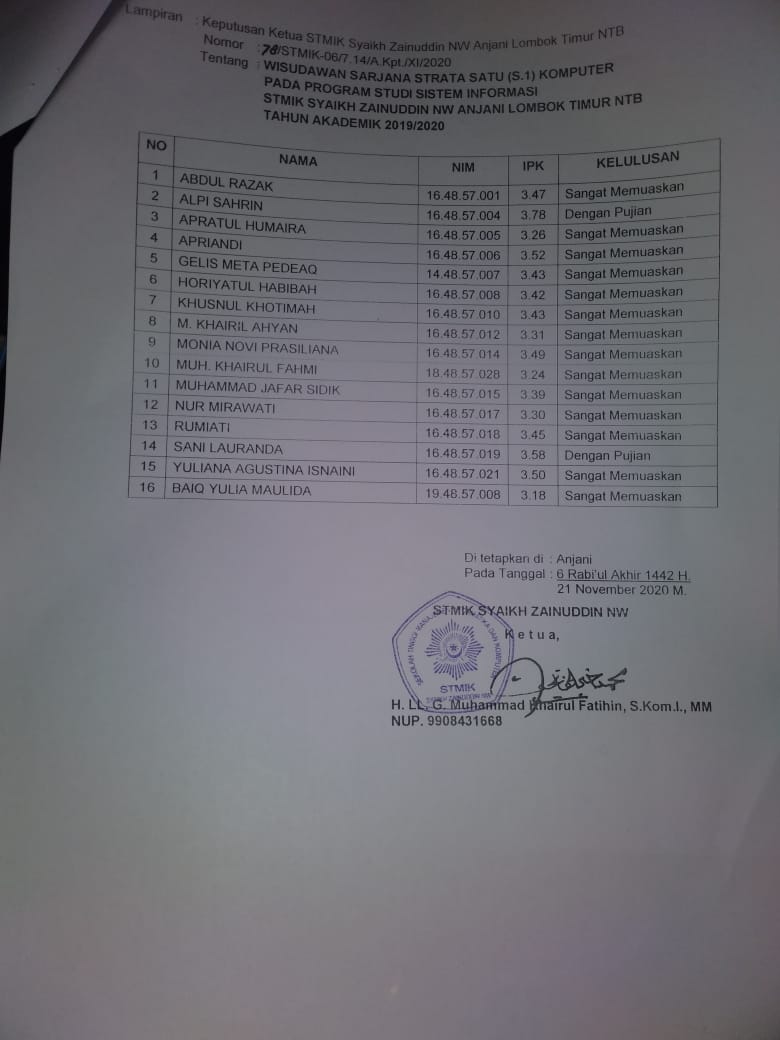 Lampiran : Keputusan Ketua STMIK Syaikh Zainuddin NW Anjani Lombok Timur NTB
Nomor : 78/STMIK-06/7.14/A.Kpt./XI/2020
Tentang : WISUDAWAN SARJANA STRATA SATU (S.1) KOMPUTER
PADA PROGRAM STUDI SISTEM INFORMASI
STMIK SYAIKH ZAINUDDIN NW ANJANI LOMBOK TIMUR NTB
TAHUN AKADEMIK 2019/2020
NO NAMA NIM IPK KELULUSAN
1 ABDUL RAZAK 16.48.57.001 3.47 Sangat Memuaskan
2 ALPI SAHRIN 16.48.57.004 3.78 Dengan Pujian
3 APRATUL HUMAIRA 16.48.57.005 3.26 Sangat Memuaskan
4 APRIANDI 16.48.57.006 3.52 Sangat Memuaskan
5 GELIS META PEDEAQ 14.48.57.007 3.43 Sangat Memuaskan
6 HORIYATUL HABIBAH 16.48.57.008 3.42 Sangat Memuaskan
7 KHUSNUL KHOTIMAH 16.48.57.010 3.43 Sangat Memuaskan
8 M. KHAIRIL AHYAN 16.48.57.012 3.31 Sangat Memuaskan
9 MONIA NOVI PRASILIANA 16.48.57.014 3.49 Sangat Memuaskan
10 MUH. KHAIRUL FAHMI 18.48.57.028 3.24 Sangat Memuaskan
11 MUHAMMAD JAFAR SIDIK 16.48.57.015 3.39 Sangat Memuaskan
12 NUR MIRAWATI 16.48.57.017 3.30 Sangat Memuaskan
13 RUMIATI 16.48.57.018 3.45 Sangat Memuaskan
14 SANI LAURANDA 16.48.57.019 3.58 Dengan Pujian
15 YULIANA AGUSTINA ISNAINI 16.48.57.021 3.50 Sangat Memuaskan
16 BAIQ YULIA MAULIDA 19.48.57.008 3.18 Sangat Memuaskan
Di tetapkan di : Anjani
Pada Tanggal : 6 Rabi'ul Akhir 1442 H.
21 November 2020 M.
STMIK SYAIKH ZAINUDDIN NW
K e t u a,
SEKOLAH TINGGI DAN KOMPUTER
STMIK
SYAIKH ZAINUDDIN NW
H. LL. G. Muhammad Khairul Fatihin, S.Kom.I., MM
NUP. 9908431668